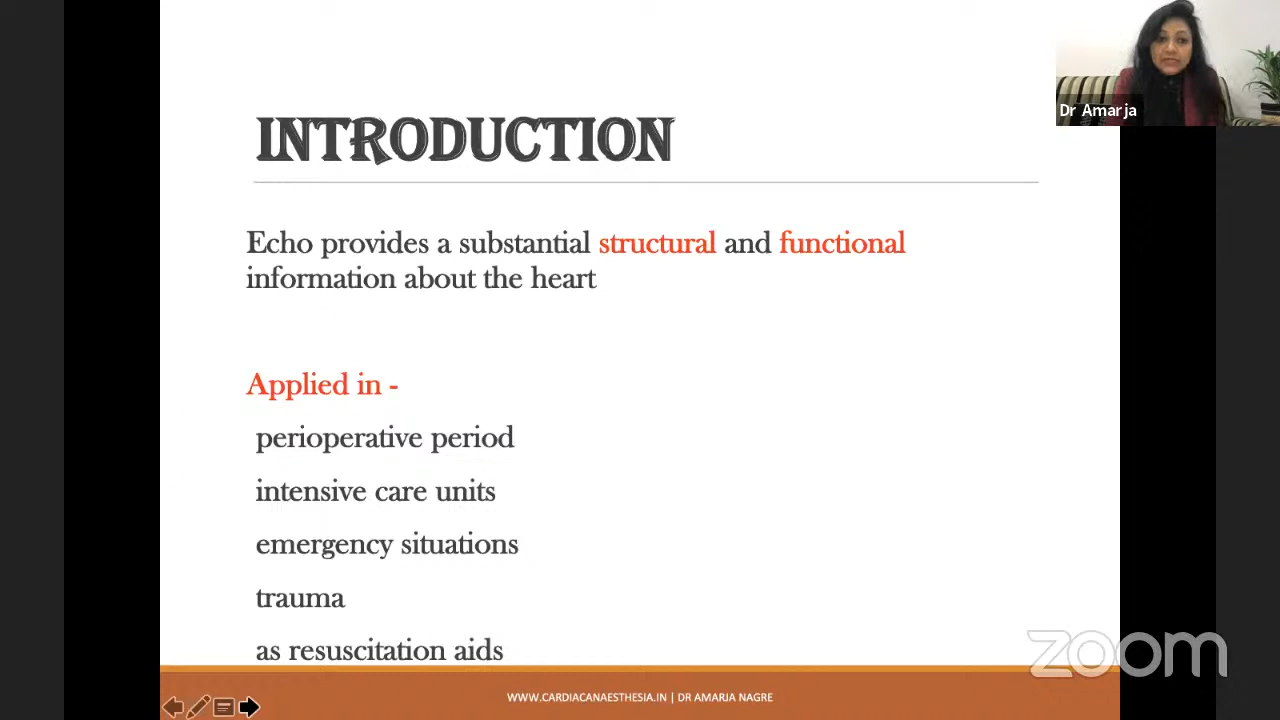 Dr Amarja
INTRODUCTION
Echo provides a substantial structural and functional
information about the heart
Applied in -
perioperative period
intensive care units
emergency situations
trauma
as resuscitation aids
zoom
WWW.CARDIACANAESTHESIA.IN | DR AMARJA NAGRE